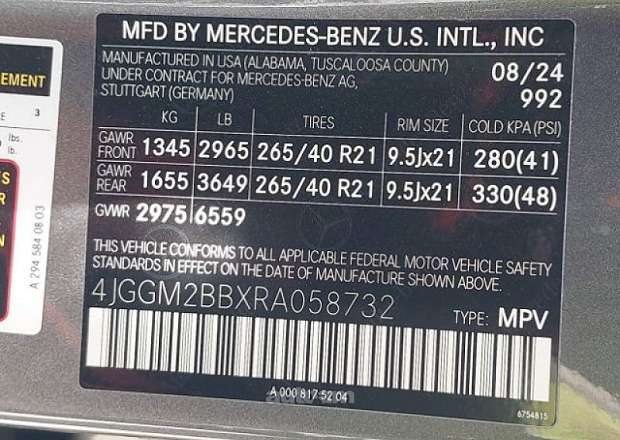 MFD BY MERCEDES-BENZ U.S. INTL., INC
MANUFACTURED IN USA (ALABAMA, TUSCALOOSA COUNTY)
UNDER CONTRACT FOR MERCEDES-BENZ AG,
STUTTGART (GERMANY)
08/24
992
KG LB TIRES RIM SIZE COLD KPA (PSI)
GAWR FRONT 1345 2965 265/40 R21 9.5Jx21 280(41)
GAWR REAR 1655 3649 265/40 R21 9.5Jx21 330(48)
GVWR 2975 6559
THIS VEHICLE CONFORMS TO ALL APPLICABLE FEDERAL MOTOR VEHICLE SAFETY
STANDARDS IN EFFECT ON THE DATE OF MANUFACTURE SHOWN ABOVE.
4JGGM2BBXRA058732
TYPE: MPV
A 000 817 52 04
6754815
EMENT
3
lbs.
lb.
A 294 584 08 03